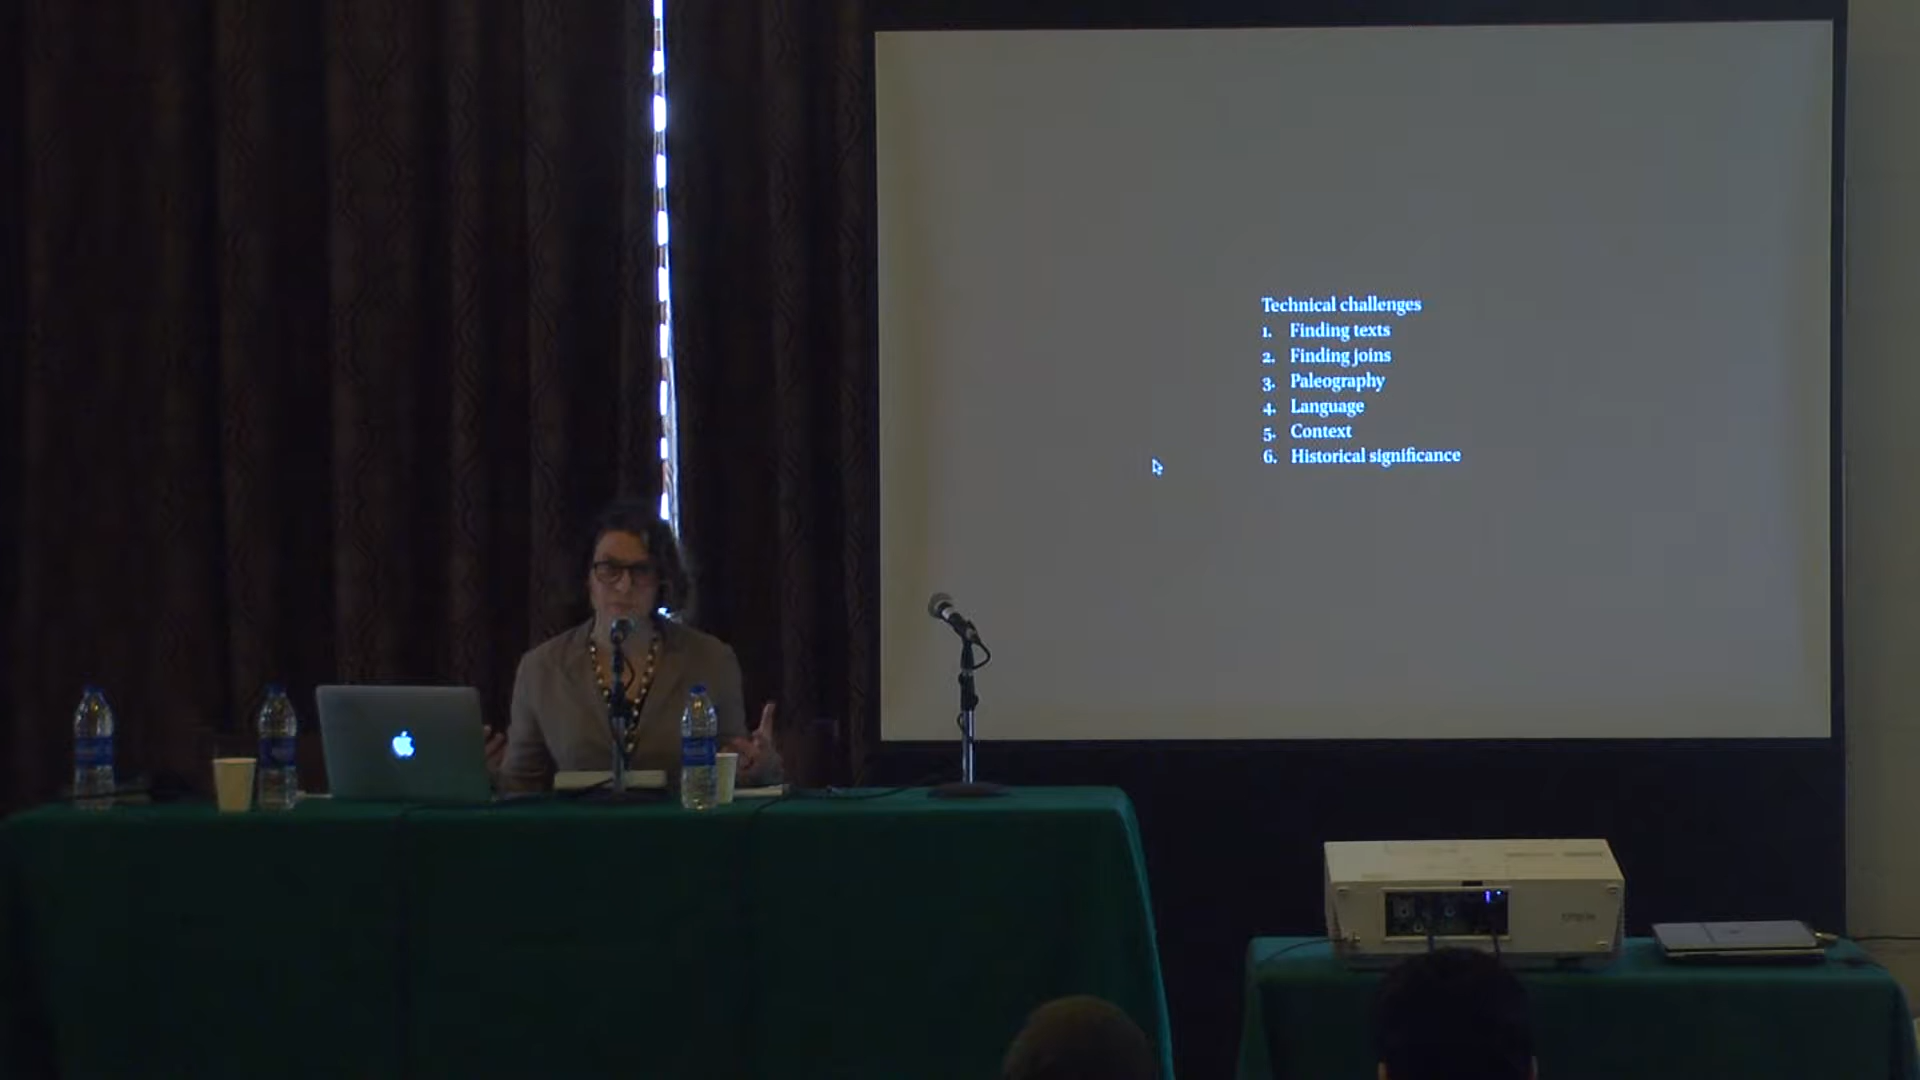 Technical challenges
1. Finding texts
2. Finding joins
3. Paleography
4. Language
5. Context
6. Historical significance